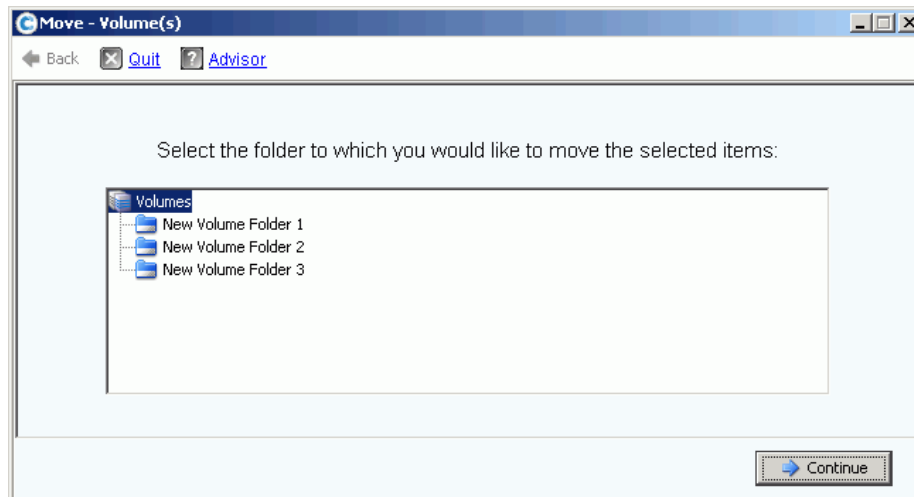 Move - Volume(s)
Back Quit Advisor
Select the folder to which you would like to move the selected items:
Volumes
New Volume Folder 1
New Volume Folder 2
New Volume Folder 3
Continue